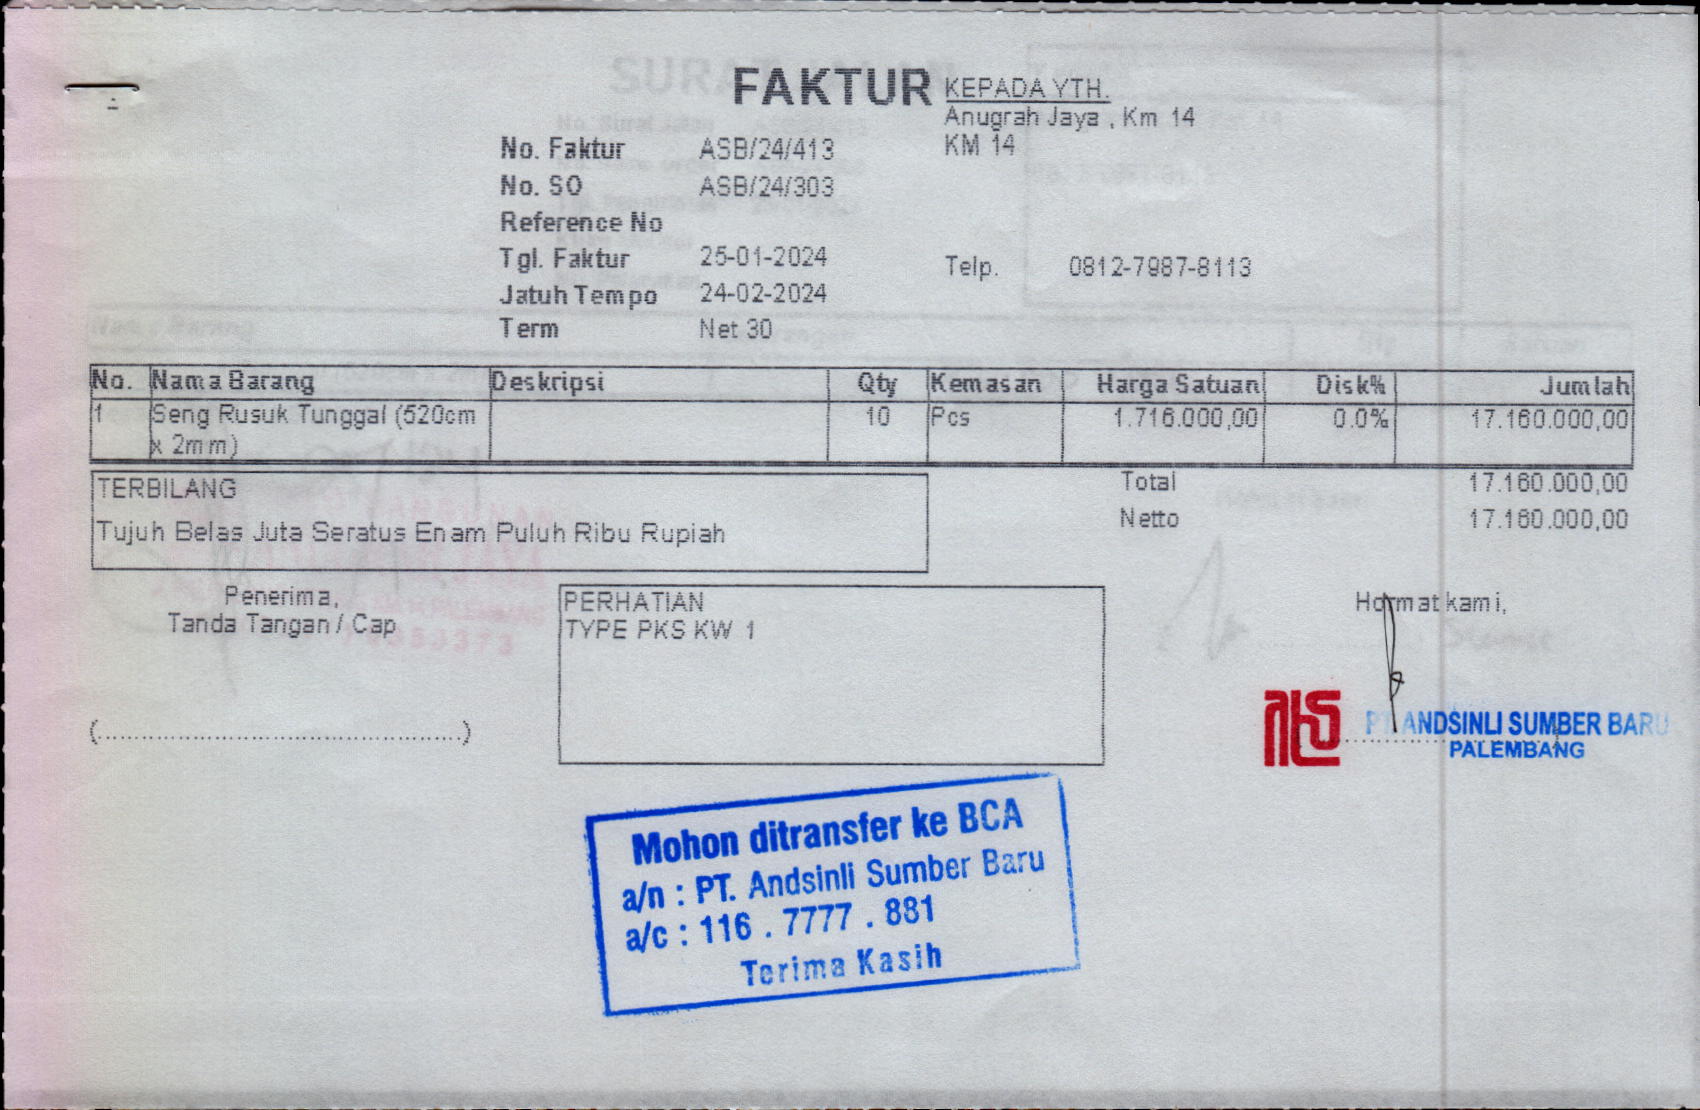 FAKTUR
KEPADA YTH.
Anugrah Jaya , Km 14
KM 14
No. Faktur ASB/24/413
No. SO ASB/24/303
Reference No
Tgl. Faktur 25-01-2024
Telp. 0812-7987-8113
Jatuh Tempo 24-02-2024
Term Net 30
No. Nama Barang Deskripsi Qty Kemasan Harga Satuan Disk% Jumlah
1 Seng Rusuk Tunggal (520cm 10 Pcs 1.716.000,00 0.0% 17.160.000,00
x 2mm)
TERBILANG
Tujuh Belas Juta Seratus Enam Puluh Ribu Rupiah
Total 17.160.000,00
Netto 17.160.000,00
Penerima,
Tanda Tangan / Cap
(........................................)
PERHATIAN
TYPE PKS KW 1
Hormat kami,
PT. ANDSINLI SUMBER BARU
PALEMBANG
Mohon ditransfer ke BCA
a/n : PT. Andsinli Sumber Baru
a/c : 116 . 7777 . 881
Terima Kasih